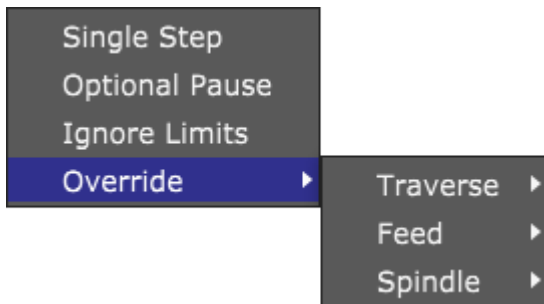 Single Step
Optional Pause
Ignore Limits
Override
Traverse
Feed
Spindle